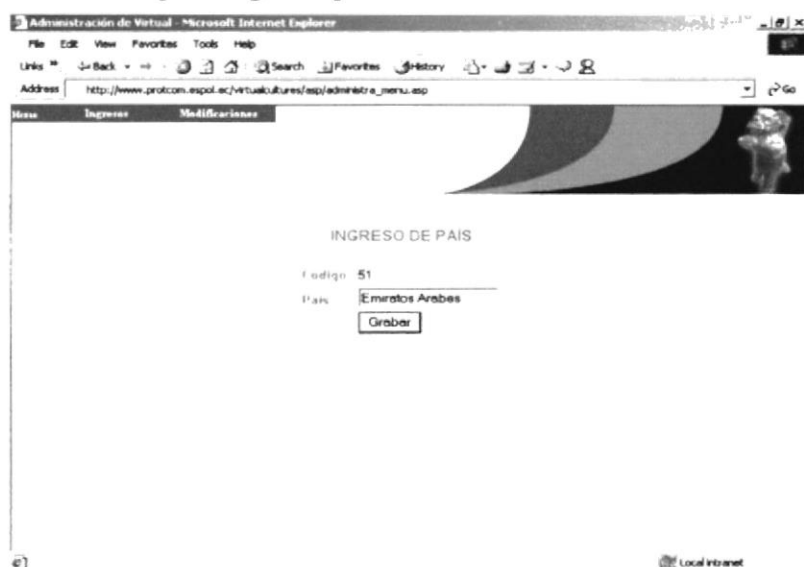 Administración de Virtual - Microsoft Internet Explorer
File Edit View Favorites Tools Help
Links » Back Search Favorites History
Address http://www.protcom.espol.ec/virtualcultures/asp/administra_menu.asp Go
Menu Ingresos Modificaciones
INGRESO DE PAÍS
Codigo 51
Pais Emiratos Arabes
Grabar
Local intranet